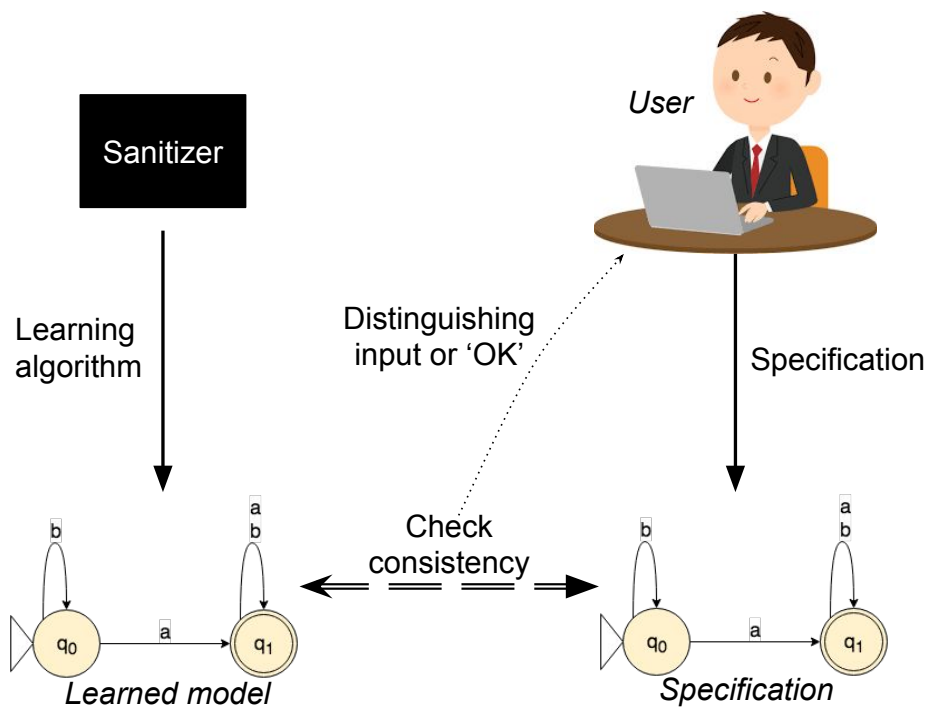 User
Sanitizer
Learning
algorithm
Distinguishing
input or ‘OK’
Specification
Check
consistency
b
a
b
q0
a
q1
Learned model
b
a
b
q0
a
q1
Specification